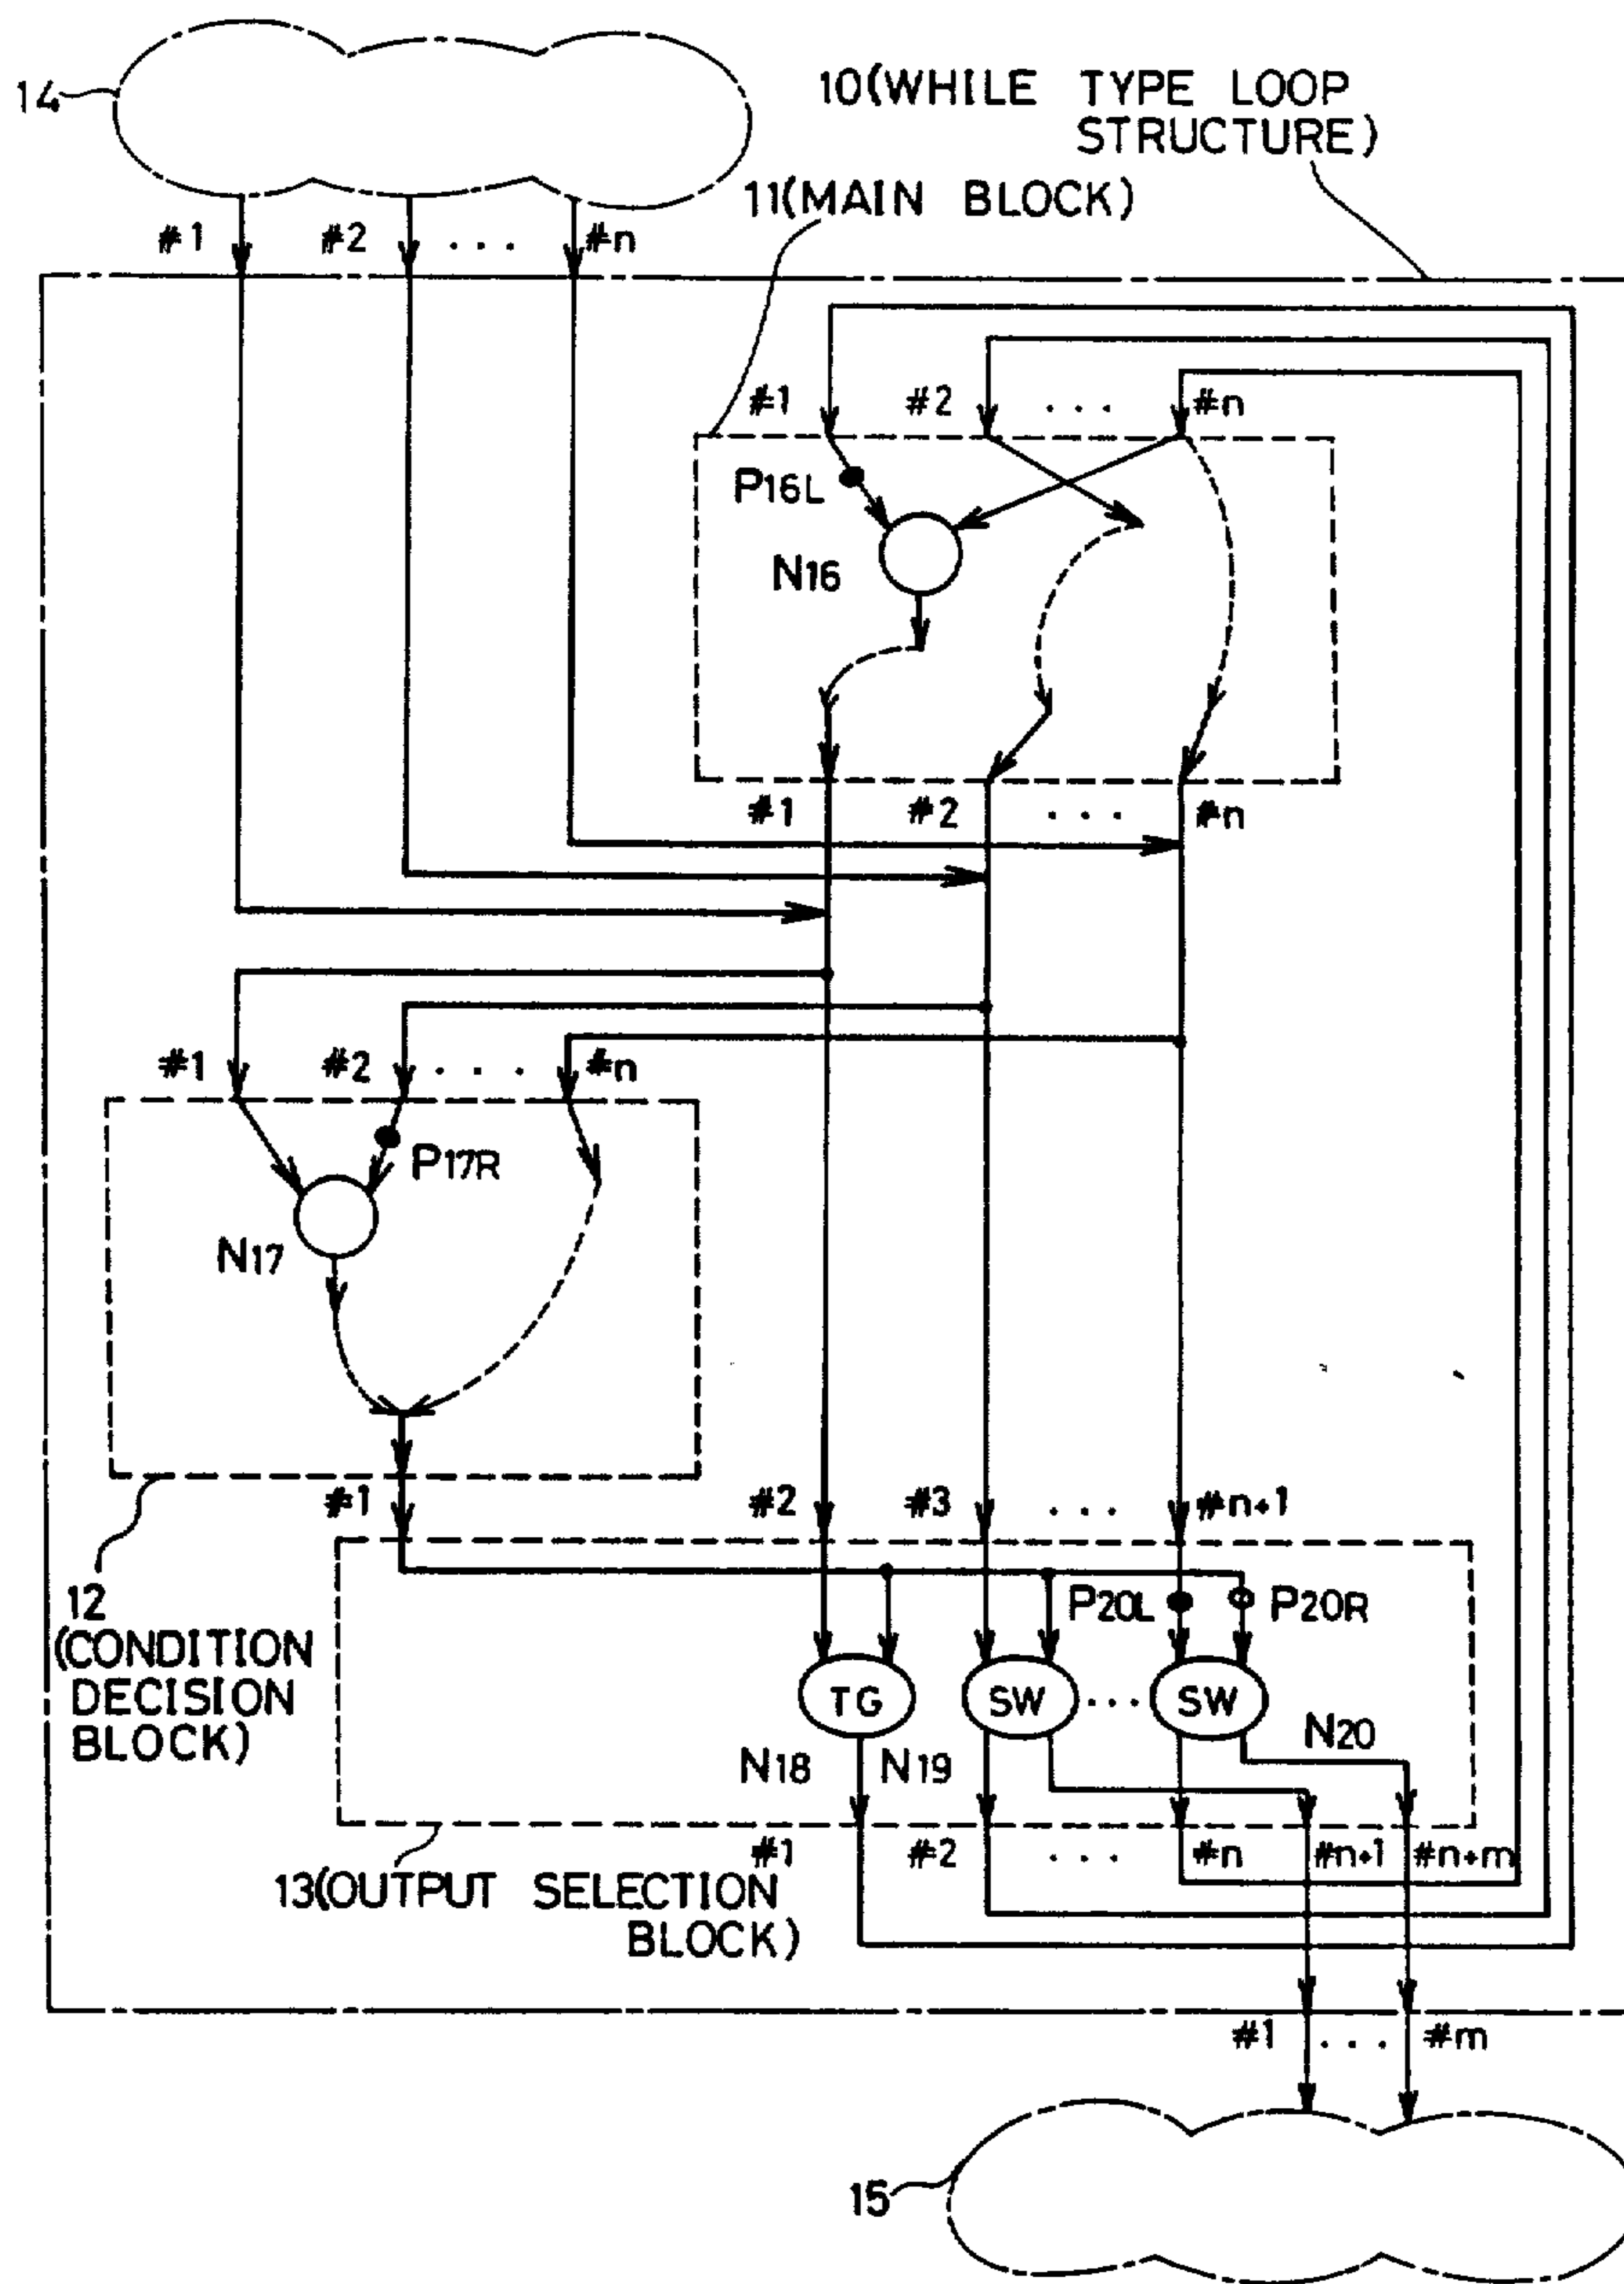 14
10(WHILE TYPE LOOP
STRUCTURE)
11(MAIN BLOCK)
#1 #2 ... #n
#1 #2 ... #n
P16L
N16
#1 #2 ... #n
#1 #2 ... #n
P17R
N17
#1 #2 #3 ... #n+1
12
(CONDITION
DECISION
BLOCK)
P20L P20R
TG SW ... SW
N18 N19 N20
#1 #2 ... #n #n+1 #n+m
13(OUTPUT SELECTION
BLOCK)
#1 ... #m
15